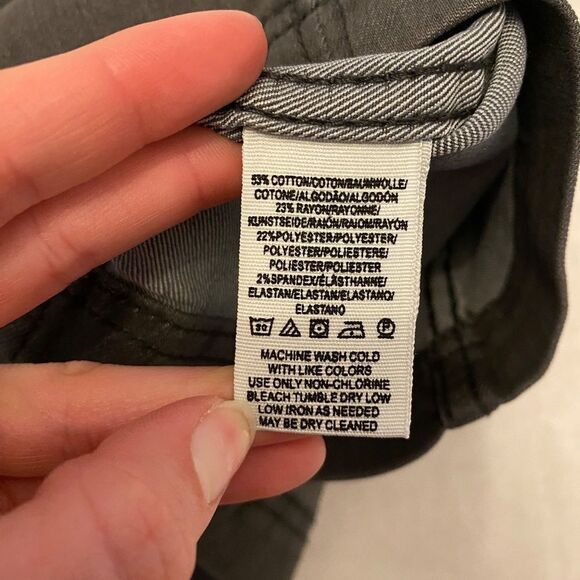 53% COTTON/COTON/BAUMWOLLE/
COTONE/ALGODÃO/ALGODÓN
23% RAYON/RAYONNE/
KUNSTSEIDE/RAIÓN/RAIOM/RAYÓN
22%POLYESTER/POLYESTER/
POLYESTER/POLIESTERE/
POLIESTER/POLIÉSTER
2%SPANDEX/ÉLASTHANNE/
ELASTAN/ELASTAN/ELASTANO/
ELASTANO
30 P
MACHINE WASH COLD
WITH LIKE COLORS
USE ONLY NON-CHLORINE
BLEACH TUMBLE DRY LOW
LOW IRON AS NEEDED
MAY BE DRY CLEANED